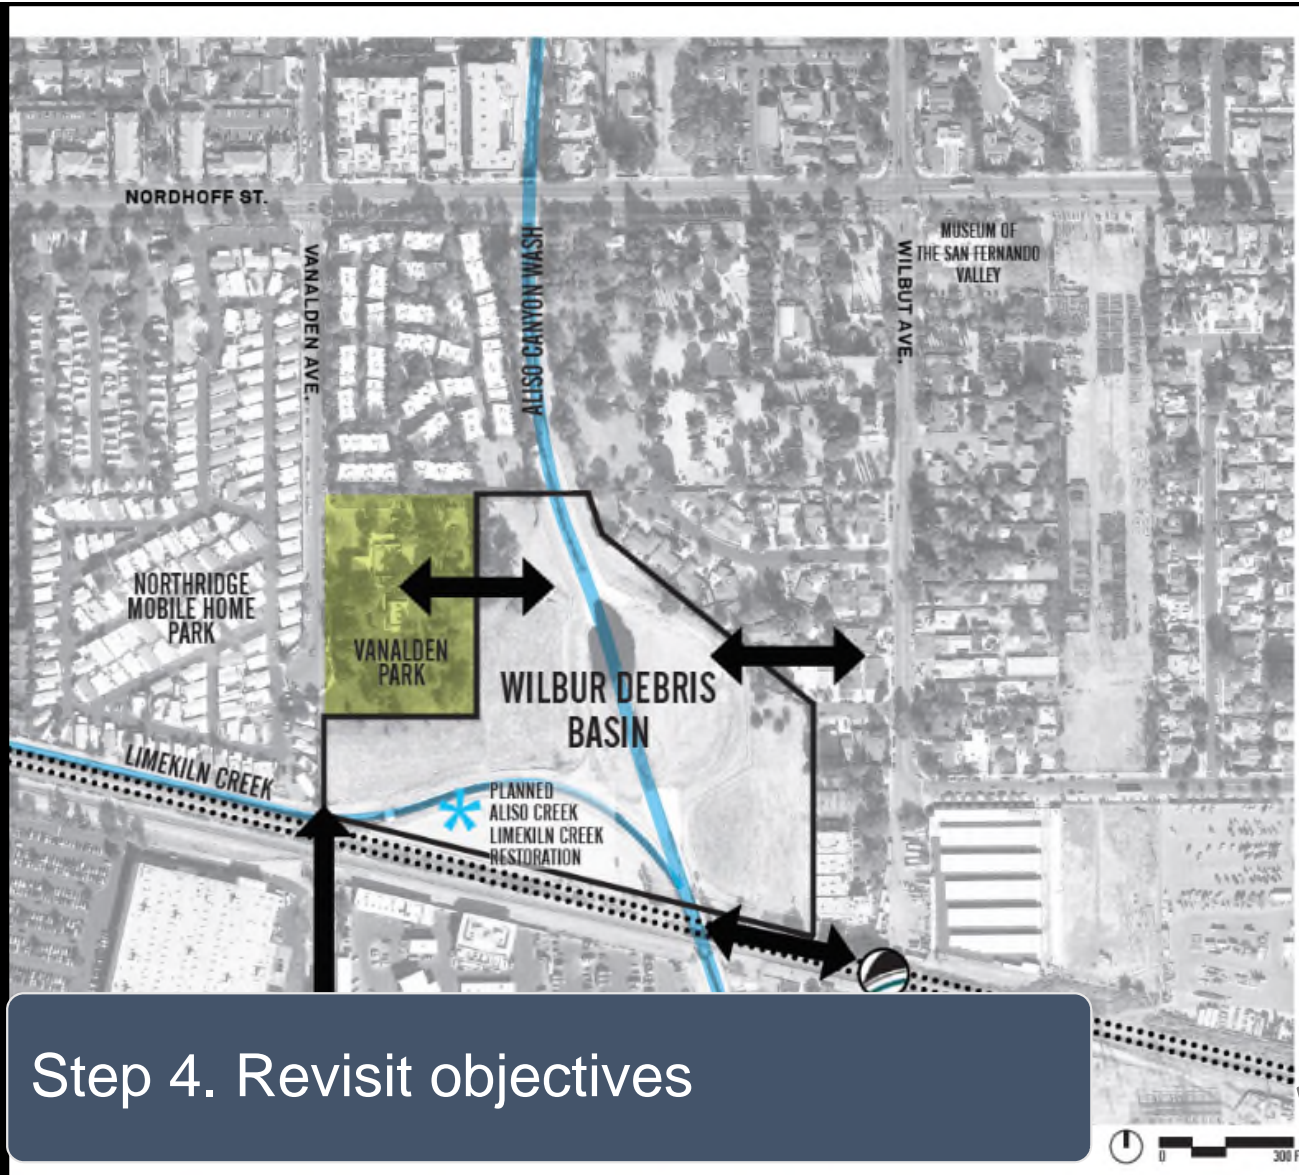 NORDHOFF ST.
VANALDEN AVE.
ALISO CANYON WASH
WILBUT AVE.
MUSEUM OF
THE SAN FERNANDO
VALLEY
NORTHRIDGE
MOBILE HOME
PARK
VANALDEN
PARK
WILBUR DEBRIS
BASIN
LIMEKILN CREEK
PLANNED
ALISO CREEK
LIMEKILN CREEK
RESTORATION
Step 4. Revisit objectives
0 300 F